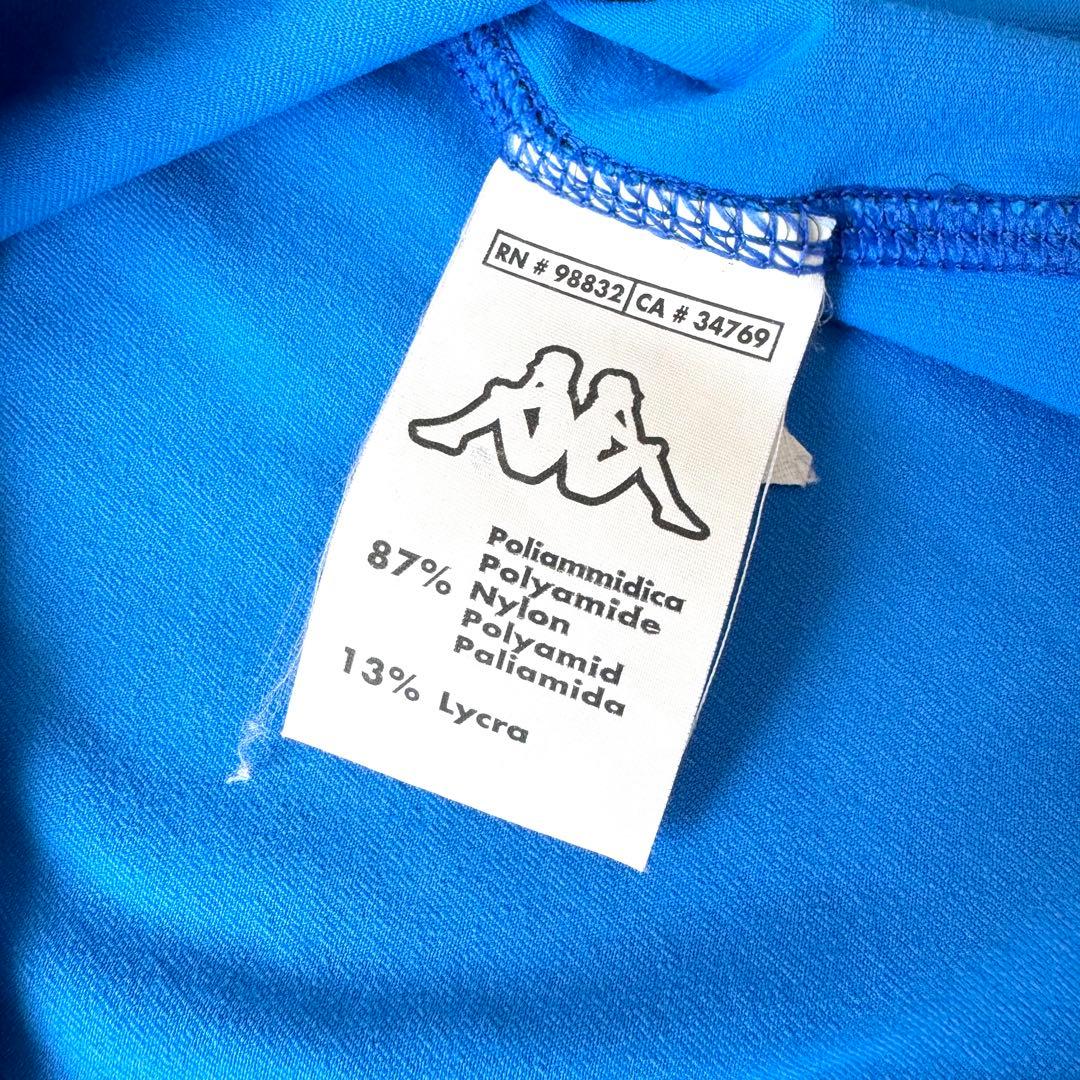 RN # 98832 CA # 34769
Poliammidica
87% Polyamide
Nylon
Polyamid
Paliamida
13% Lycra